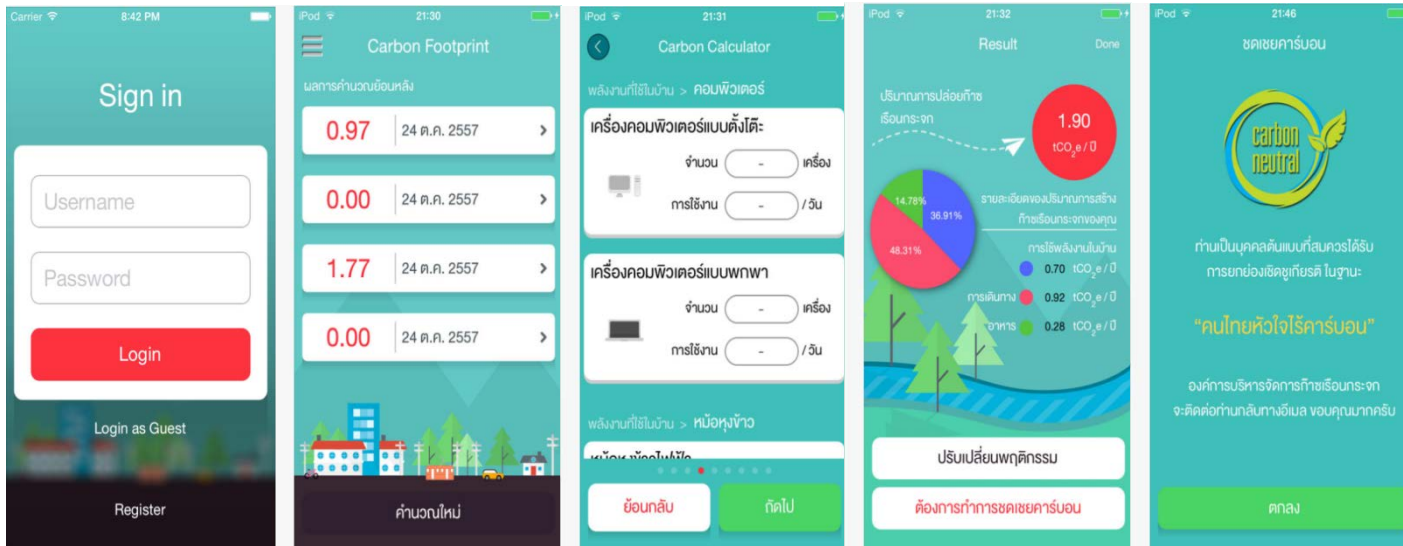 Carrier 8:42 PM
Sign in
Username
Password
Login
Login as Guest
Register
iPod 21:30
Carbon Footprint
ผลการคำนวณย้อนหลัง
0.97 24 ต.ค. 2557 >
0.00 24 ต.ค. 2557 >
1.77 24 ต.ค. 2557 >
0.00 24 ต.ค. 2557 >
คำนวณใหม่
iPod 21:31
Carbon Calculator
พลังงานที่ใช้ในบ้าน > คอมพิวเตอร์
เครื่องคอมพิวเตอร์แบบตั้งโต๊ะ
จำนวน - เครื่อง
การใช้งาน - / วัน
เครื่องคอมพิวเตอร์แบบพกพา
จำนวน - เครื่อง
การใช้งาน - / วัน
พลังงานที่ใช้ในบ้าน > หม้อหุงข้าว
ย้อนกลับ ถัดไป
iPod 21:32
Result Done
ปริมาณการปล่อยก๊าซ
เรือนกระจก
1.90
tCO2e / ปี
14.78% 36.91%
48.31%
รายละเอียดของปริมาณการสร้าง
ก๊าซเรือนกระจกของคุณ
การใช้พลังงานในบ้าน
0.70 tCO2e / ปี
การเดินทาง 0.92 tCO2e / ปี
อาหาร 0.28 tCO2e / ปี
ปรับเปลี่ยนพฤติกรรม
ต้องการทำการชดเชยคาร์บอน
iPod 21:46
ชดเชยคาร์บอน
carbon
neutral
ท่านเป็นบุคคลต้นแบบที่สมควรได้รับ
การยกย่องเชิดชูเกียรติ ในฐานะ
“คนไทยหัวใจไร้คาร์บอน”
องค์การบริหารจัดการก๊าซเรือนกระจก
จะติดต่อท่านกลับทางอีเมล ขอบคุณมากครับ
ตกลง